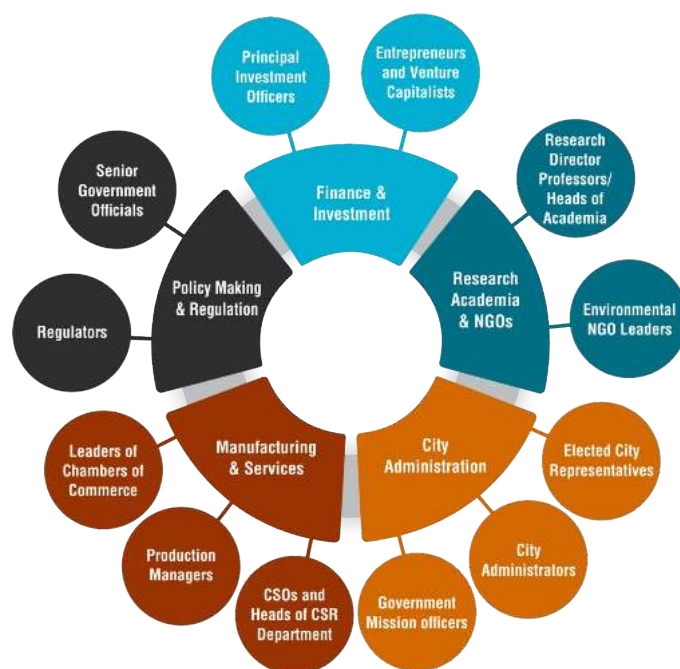 Principal
Investment
Officers
Entrepreneurs
and Venture
Capitalists
Senior
Government
Officials
Finance &
Investment
Research
Director
Professors/
Heads of
Academia
Policy Making
& Regulation
Research
Academia
& NGOs
Regulators
Environmental
NGO Leaders
Leaders of
Chambers of
Commerce
Manufacturing
& Services
City
Administration
Elected City
Representatives
Production
Managers
City
Administrators
CSOs and
Heads of CSR
Department
Government
Mission officers